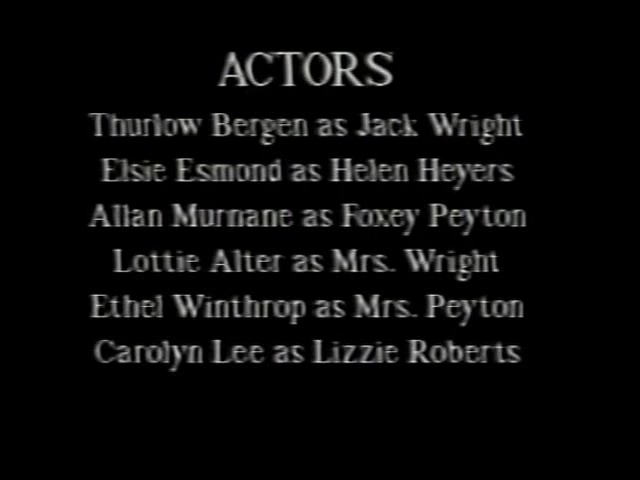 ACTORS
Thurlow Bergen as Jack Wright
Elsie Esmond as Helen Heyers
Allan Murnane as Foxey Peyton
Lottie Alter as Mrs. Wright
Ethel Winthrop as Mrs. Peyton
Carolyn Lee as Lizzie Roberts